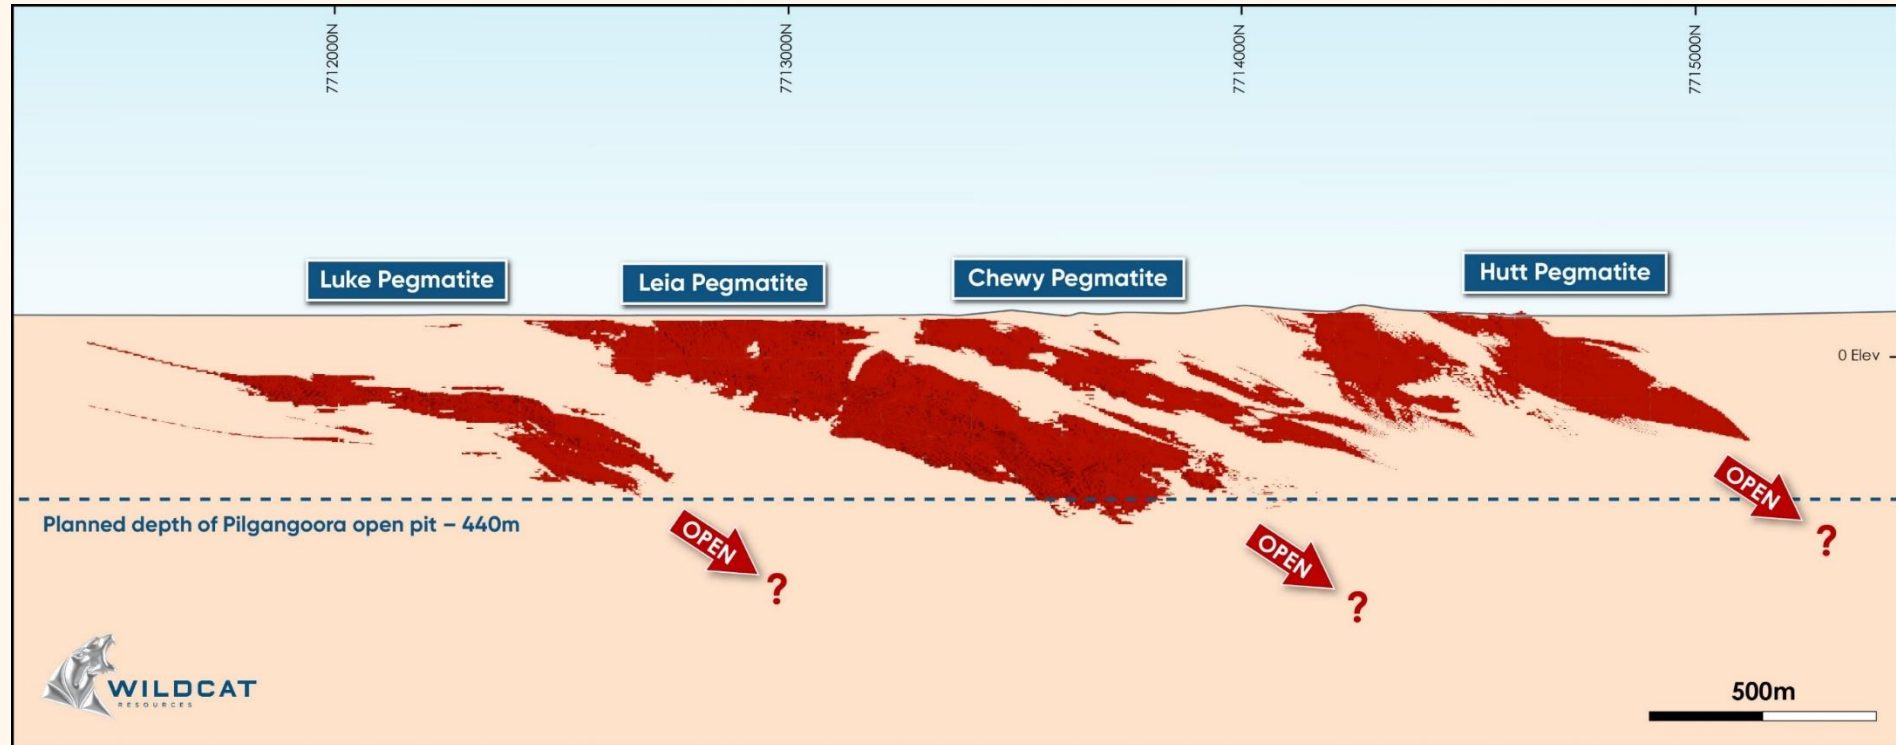 7712000N
7713000N
7714000N
7715000N
Luke Pegmatite
Leia Pegmatite
Chewy Pegmatite
Hutt Pegmatite
0 Elev
Planned depth of Pilgangoora open pit – 440m
OPEN
?
OPEN
?
OPEN
?
WILDCAT
RESOURCES
500m